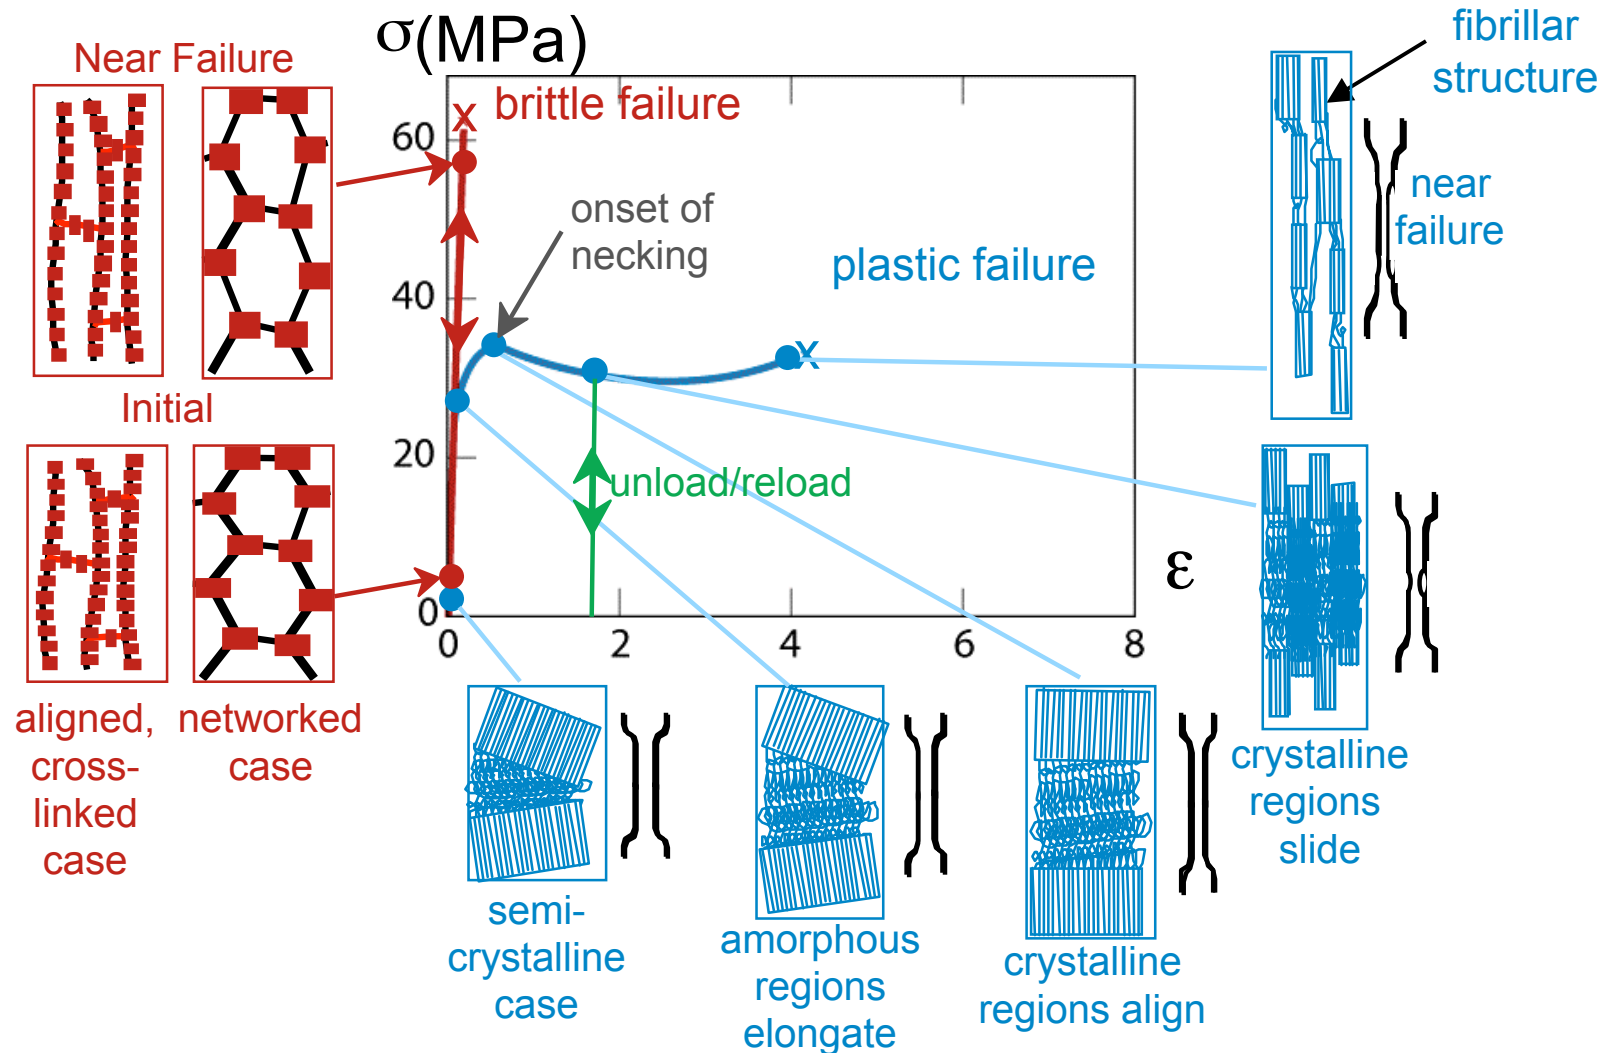 σ(MPa)
Near Failure
brittle failure
x
60
onset of
necking
plastic failure
fibrillar
structure
near
failure
40
x
Initial
20
unload/reload
ε
0
0
2
4
6
8
aligned,
cross-
linked
case
networked
case
semi-
crystalline
case
amorphous
regions
elongate
crystalline
regions align
crystalline
regions
slide